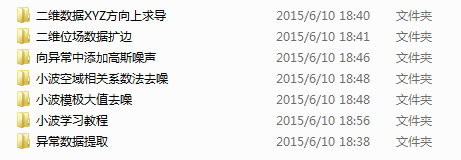 二维数据XYZ方向上求导 2015/6/10 18:40 文件夹
二维位场数据扩边 2015/6/10 18:41 文件夹
向异常中添加高斯噪声 2015/6/10 18:46 文件夹
小波空域相关系数法去噪 2015/6/10 18:48 文件夹
小波模极大值去噪 2015/6/10 18:48 文件夹
小波学习教程 2015/6/10 18:56 文件夹
异常数据提取 2015/6/10 18:38 文件夹